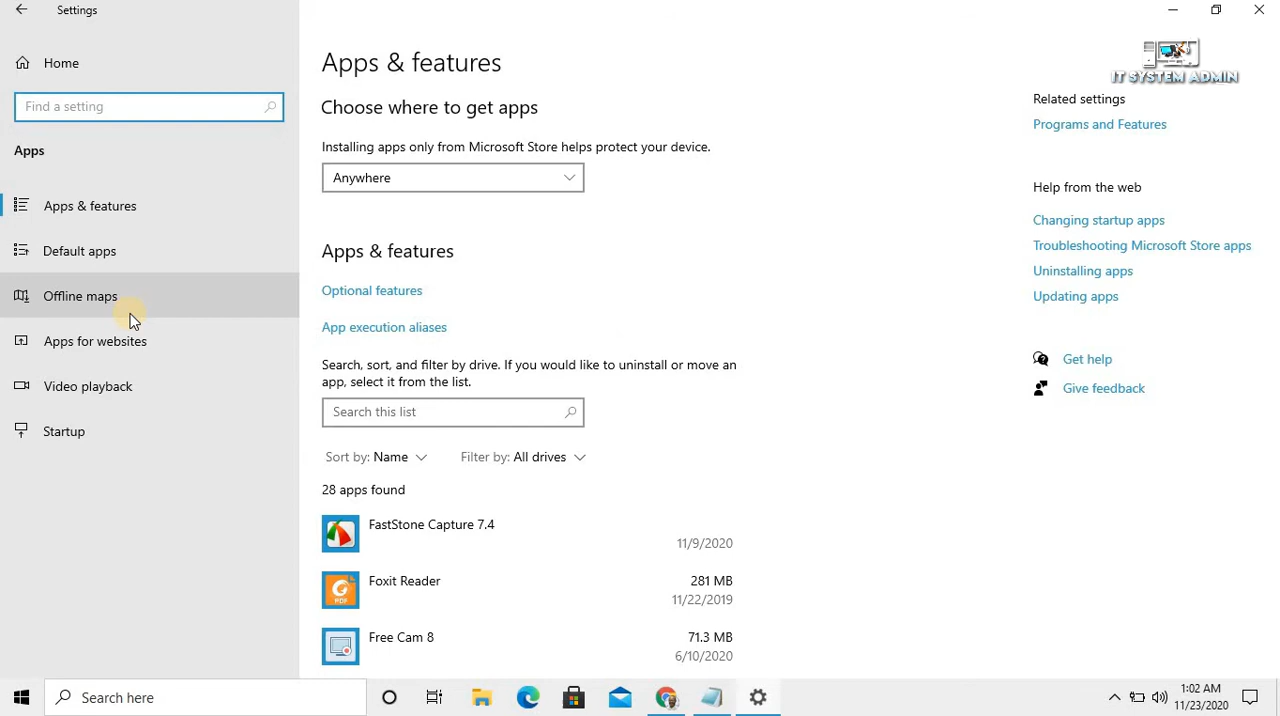 Settings
IT SYSTEM ADMIN
Home
Find a setting
Apps
Apps & features
Default apps
Offline maps
Apps for websites
Video playback
Startup
Apps & features
Choose where to get apps
Installing apps only from Microsoft Store helps protect your device.
Anywhere
Apps & features
Optional features
App execution aliases
Search, sort, and filter by drive. If you would like to uninstall or move an
app, select it from the list.
Search this list
Sort by: Name
Filter by: All drives
28 apps found
FastStone Capture 7.4
11/9/2020
Foxit Reader
281 MB
PDF
11/22/2019
Free Cam 8
71.3 MB
6/10/2020
Related settings
Programs and Features
Help from the web
Changing startup apps
Troubleshooting Microsoft Store apps
Uninstalling apps
Updating apps
Get help
Give feedback
Search here
1:02 AM
11/23/2020